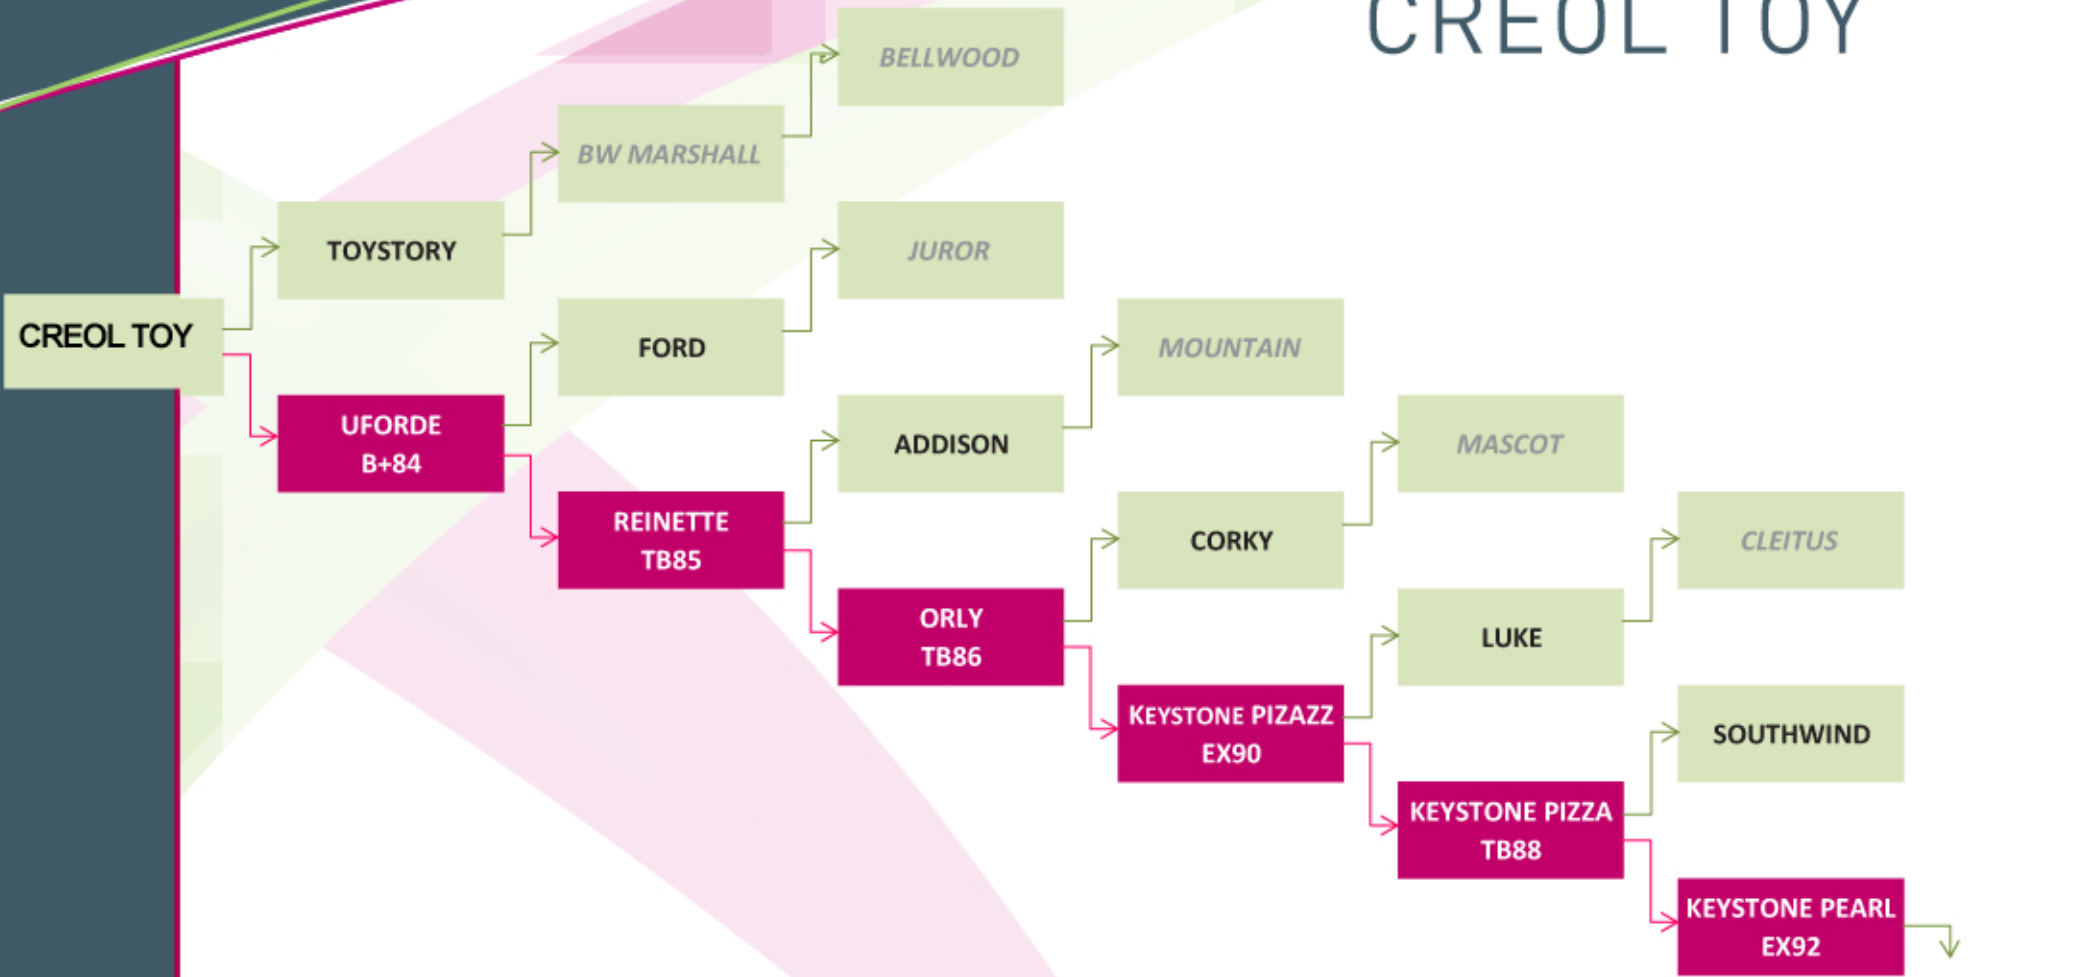 CREOL TOY
BELLWOOD
BW MARSHALL
TOYSTORY
JUROR
CREOL TOY
FORD
MOUNTAIN
UFORDE
B+84
ADDISON
MASCOT
REINETTE
TB85
CORKY
CLEITUS
ORLY
TB86
LUKE
KEYSTONE PIZAZZ
EX90
SOUTHWIND
KEYSTONE PIZZA
TB88
KEYSTONE PEARL
EX92